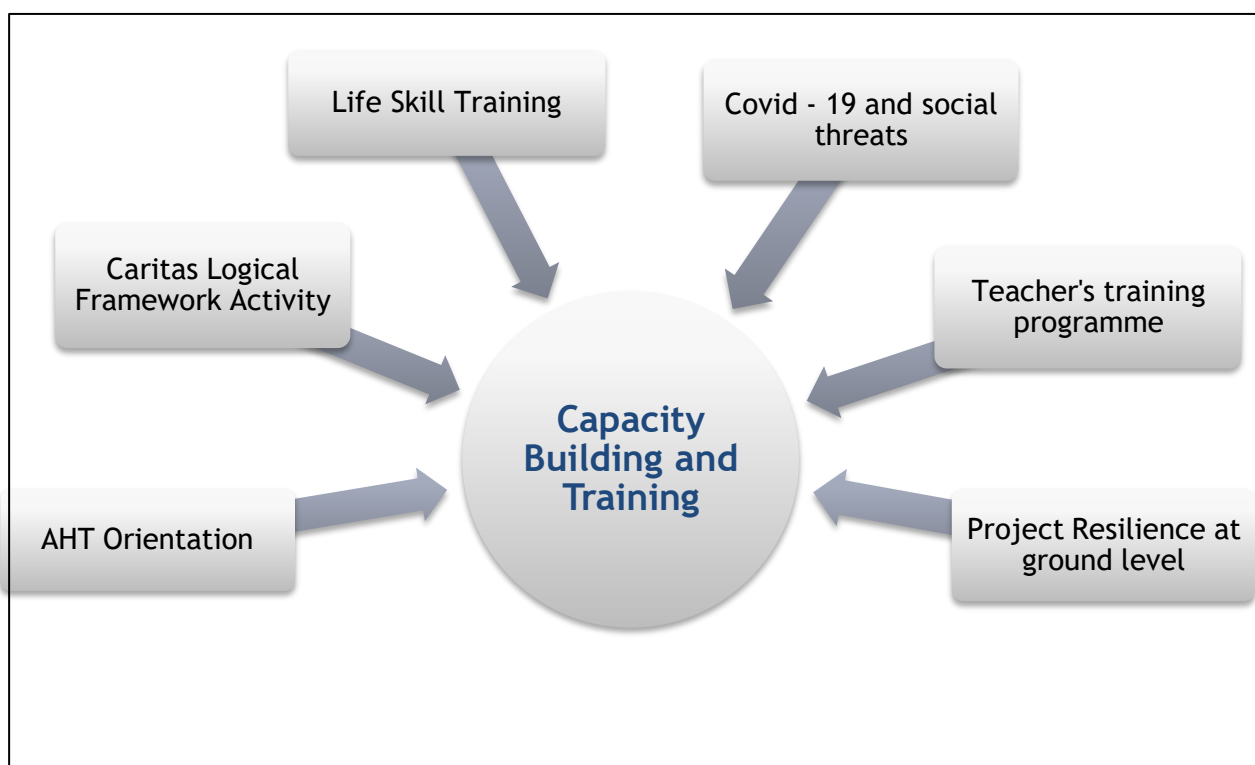 Life Skill Training
Covid - 19 and social
threats
Caritas Logical
Framework Activity
Teacher's training
programme
Capacity
Building and
Training
AHT Orientation
Project Resilience at
ground level